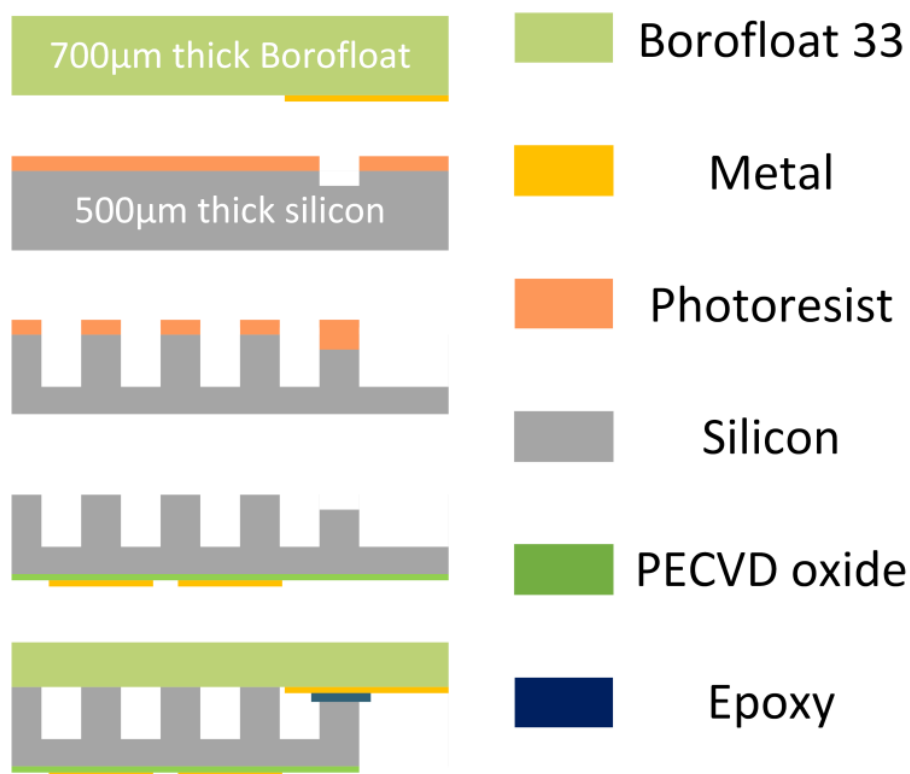 700μm thick Borofloat
500μm thick silicon
Borofloat 33
Metal
Photoresist
Silicon
PECVD oxide
Epoxy